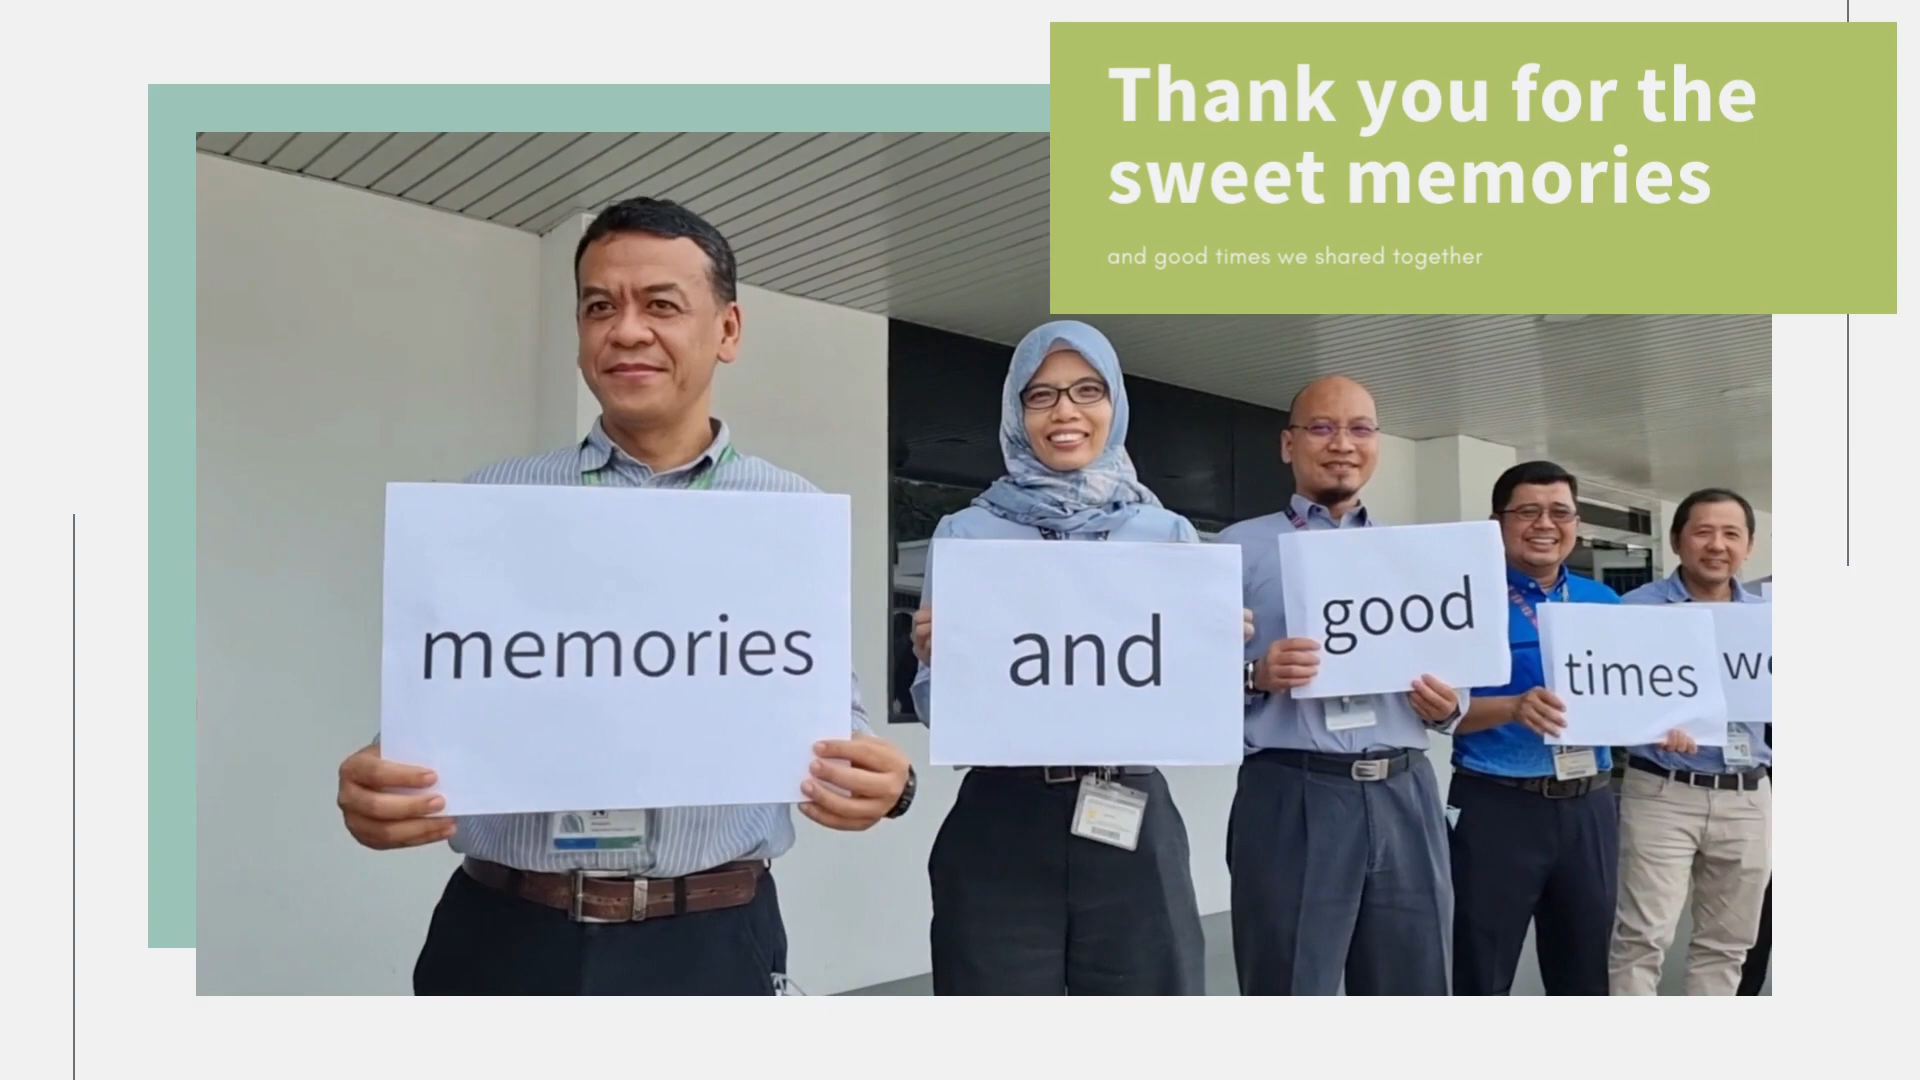 Thank you for the
sweet memories
and good times we shared together
memories
and
good
times